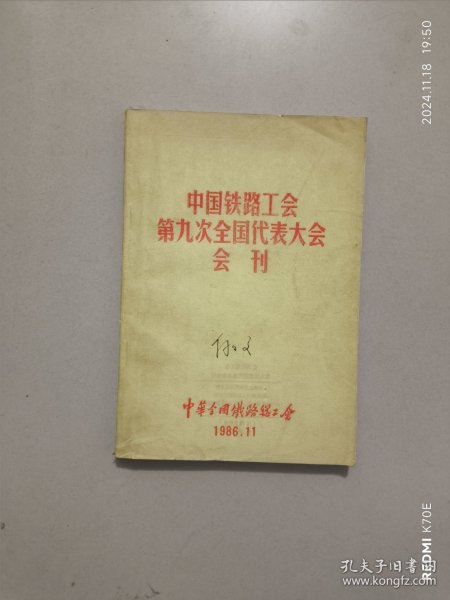 中国铁路工会
第九次全国代表大会
会刊
中华全国铁路总工会
1986.11
2024.11.18 19:50
REDMI K70E
孔夫子旧书网
www.kongfz.com